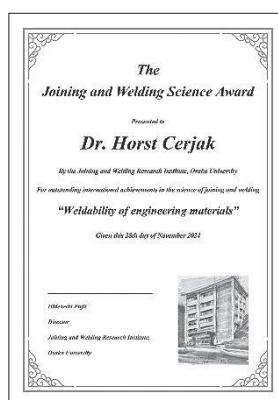 The
Joining and Welding Science Award
Presented to
Dr. Horst Cerjak
By the Joining and Welding Research Institute, Osaka University
For outstanding international achievements in the science of joining and welding
“Weldability of engineering materials”
Given this 28th day of November 2024
Hidetoshi Fujii
Director
Joining and Welding Research Institute,
Osaka University